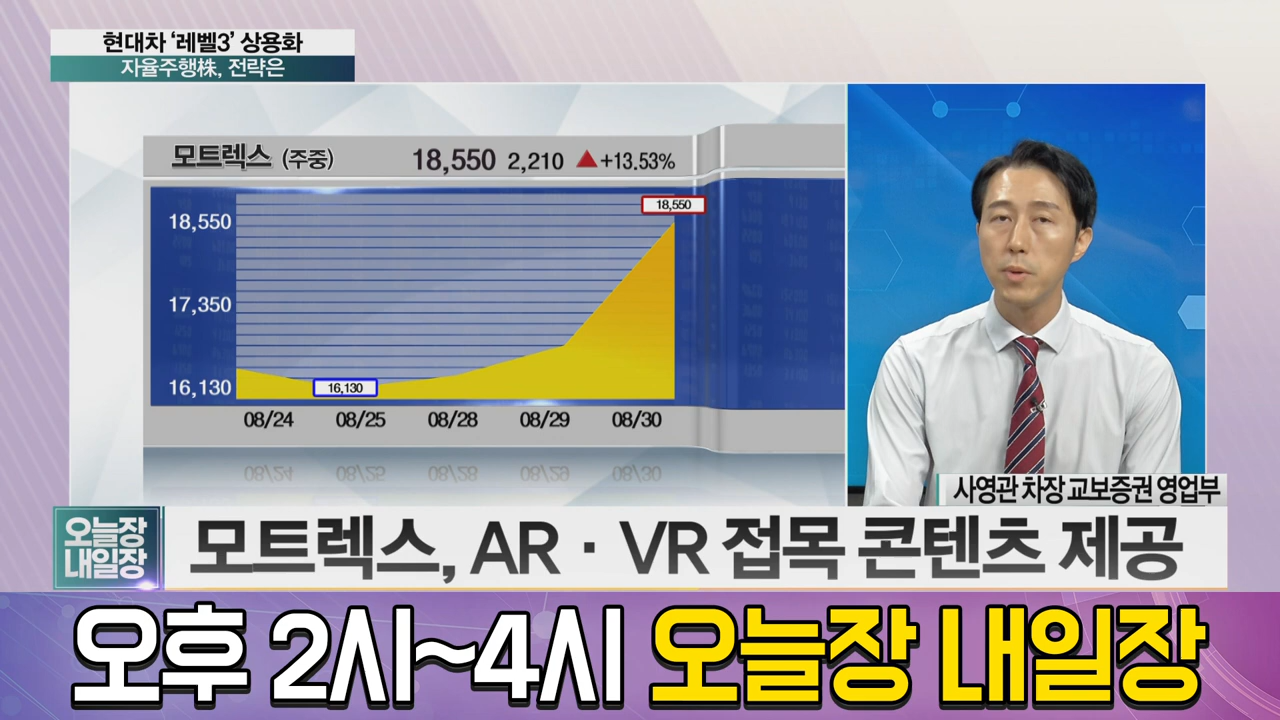 현대차 ‘레벨3’ 상용화
자율주행株, 전략은
모트렉스 (주중) 18,550 2,210 ▲+13.53%
18,550
18,550
17,350
16,130
16,130
08/24 08/25 08/28 08/29 08/30
사영관 차장 교보증권 영업부
오늘장
내일장
모트렉스, AR · VR 접목 콘텐츠 제공
오후 2시~4시 오늘장 내일장